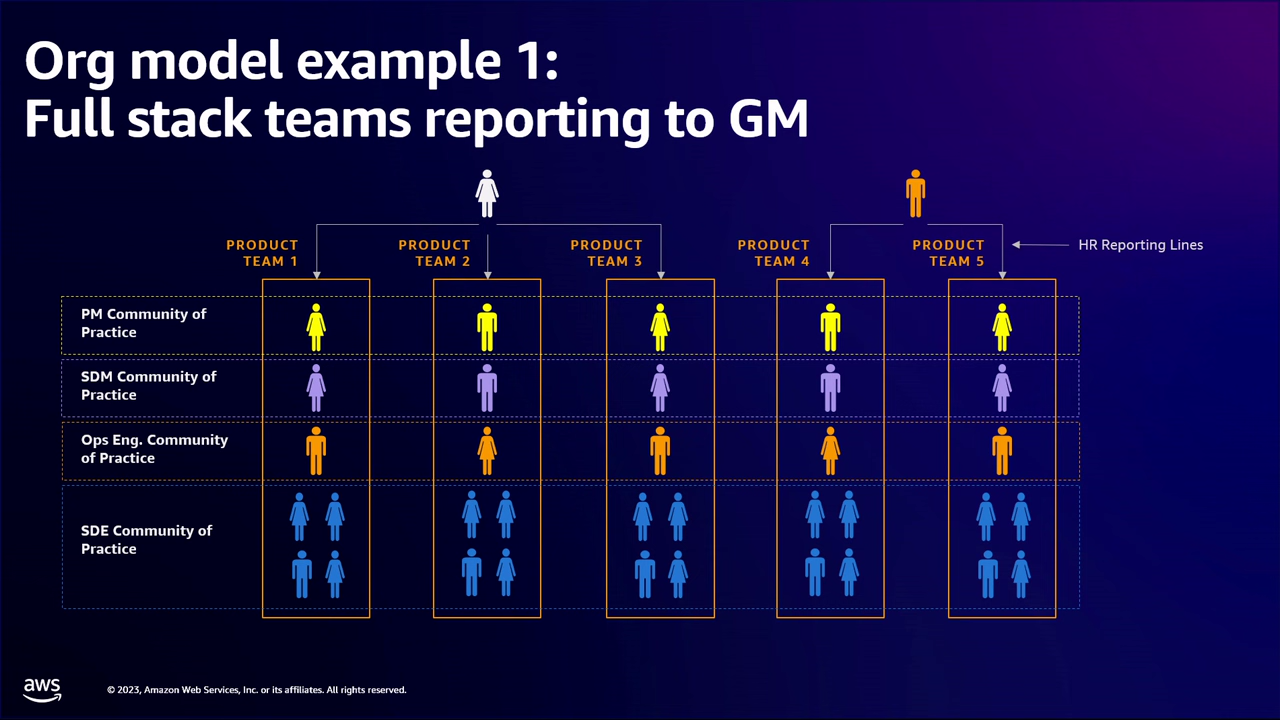 Org model example 1:
Full stack teams reporting to GM
PRODUCT
TEAM 1
PRODUCT
TEAM 2
PRODUCT
TEAM 3
PRODUCT
TEAM 4
PRODUCT
TEAM 5
HR Reporting Lines
PM Community of
Practice
SDM Community of
Practice
Ops Eng. Community
of Practice
SDE Community of
Practice
aws
© 2023, Amazon Web Services, Inc. or its affiliates. All rights reserved.